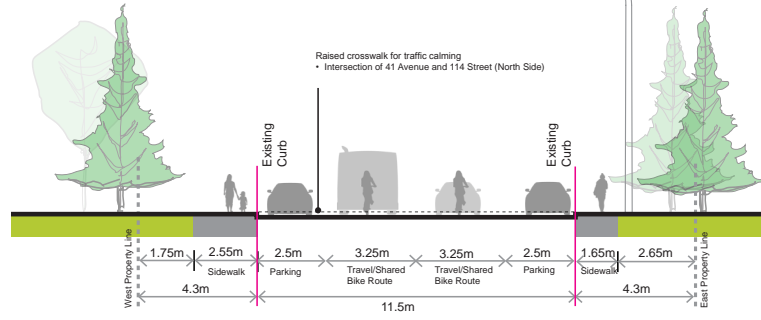 Raised crosswalk for traffic calming
• Intersection of 41 Avenue and 114 Street (North Side)
Existing
Curb
Existing
Curb
West Property Line
1.75m
2.55m
Sidewalk
2.5m
Parking
3.25m
Travel/Shared
Bike Route
3.25m
Travel/Shared
Bike Route
2.5m
Parking
1.65m
Sidewalk
2.65m
East Property Line
4.3m
11.5m
4.3m